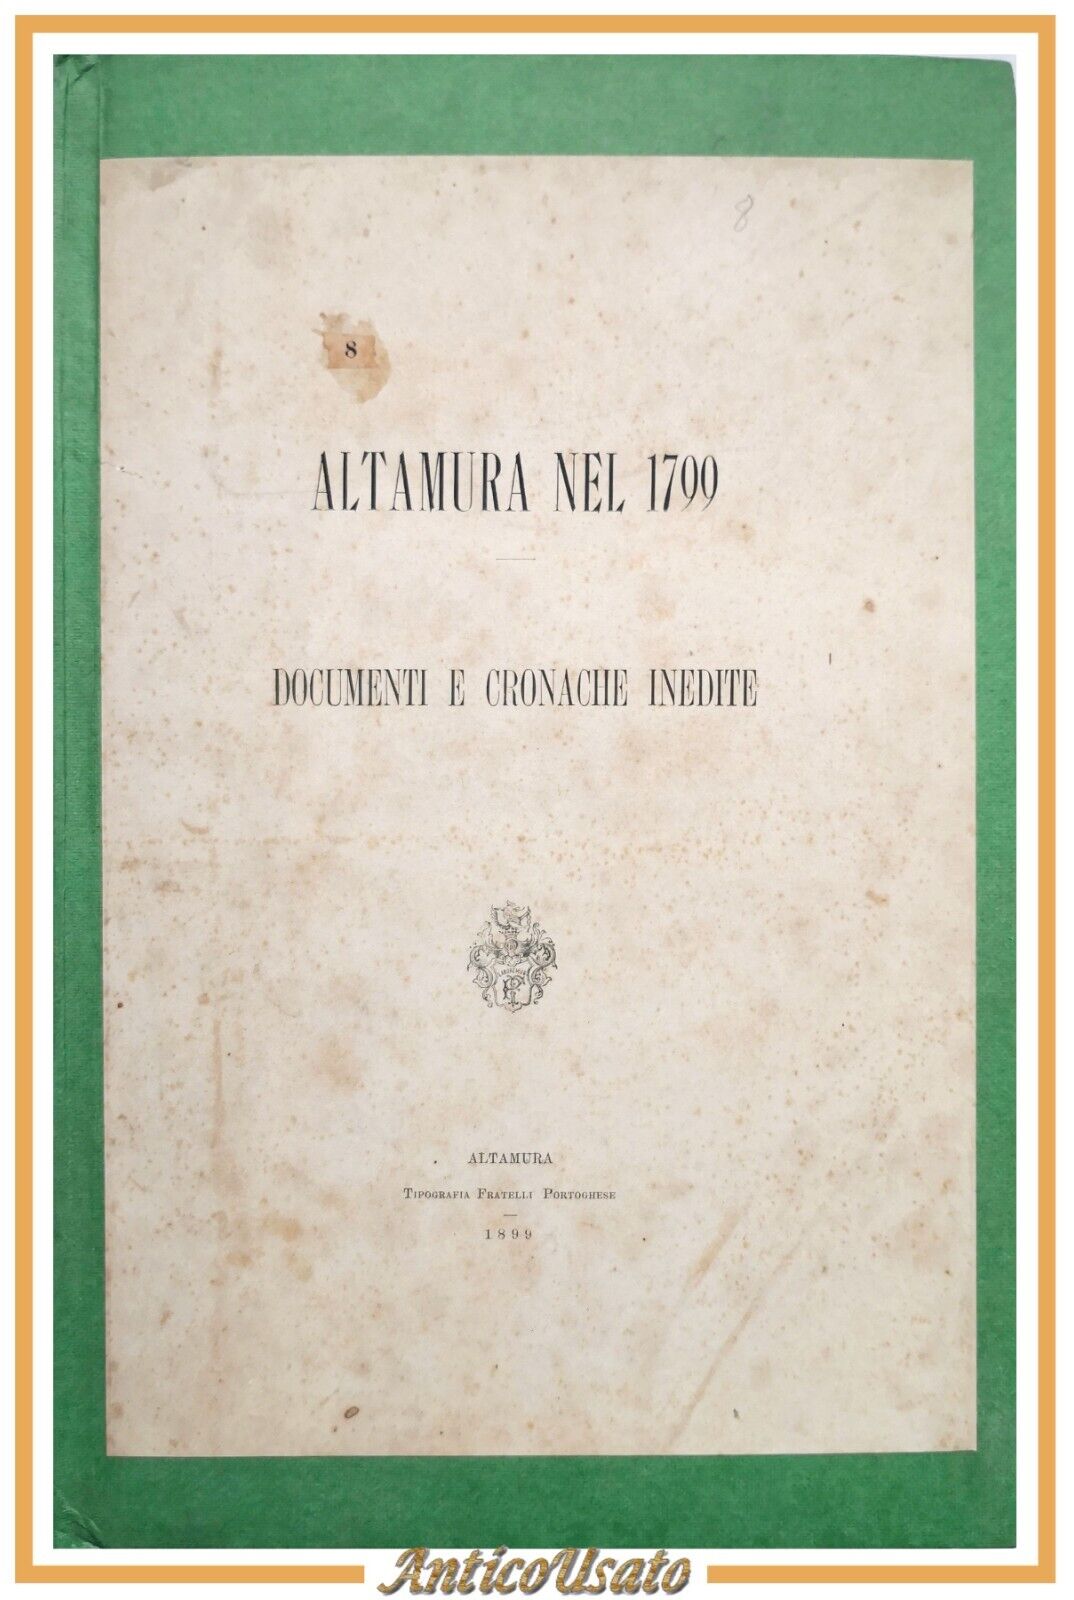 8
8
ALTAMURA NEL 1799
DOCUMENTI E CRONACHE INEDITE
ALTAMURA
TIPOGRAFIA FRATELLI PORTOGHESE
1899
AnticoUsato